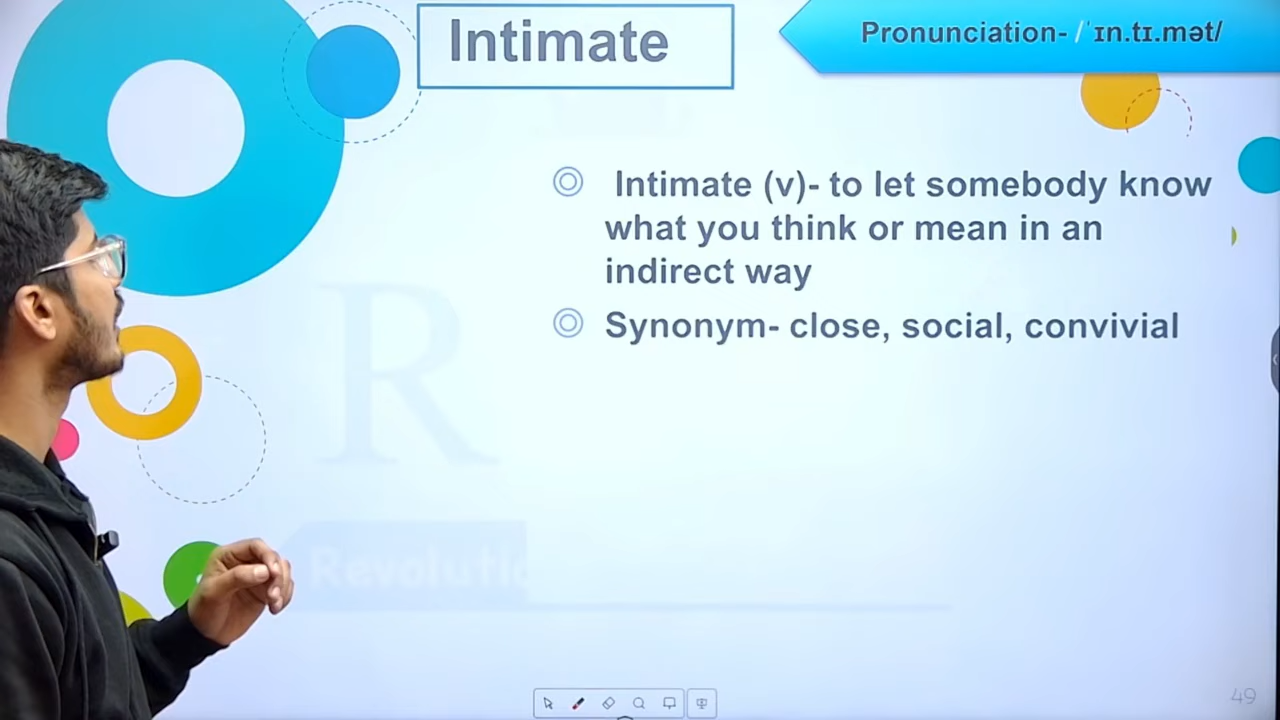 Intimate
Pronunciation- /ˈɪn.tɪ.mət/
Intimate (v)- to let somebody know
what you think or mean in an
indirect way
Synonym- close, social, convivial
R
49